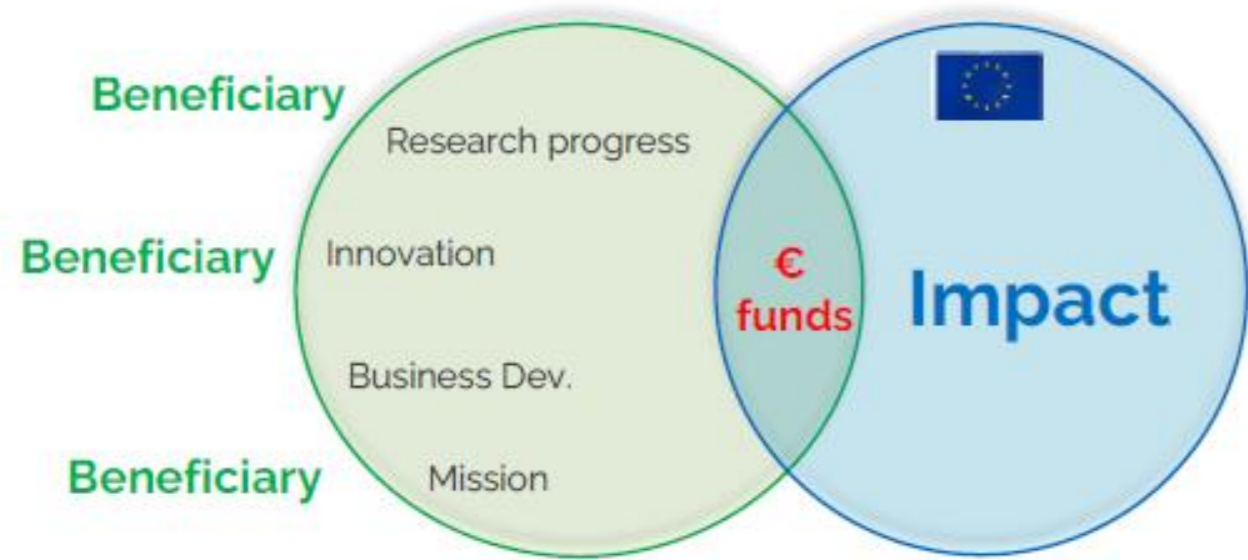 Beneficiary
Research progress
Beneficiary
Innovation
Business Dev.
Beneficiary
Mission
€
funds
Impact